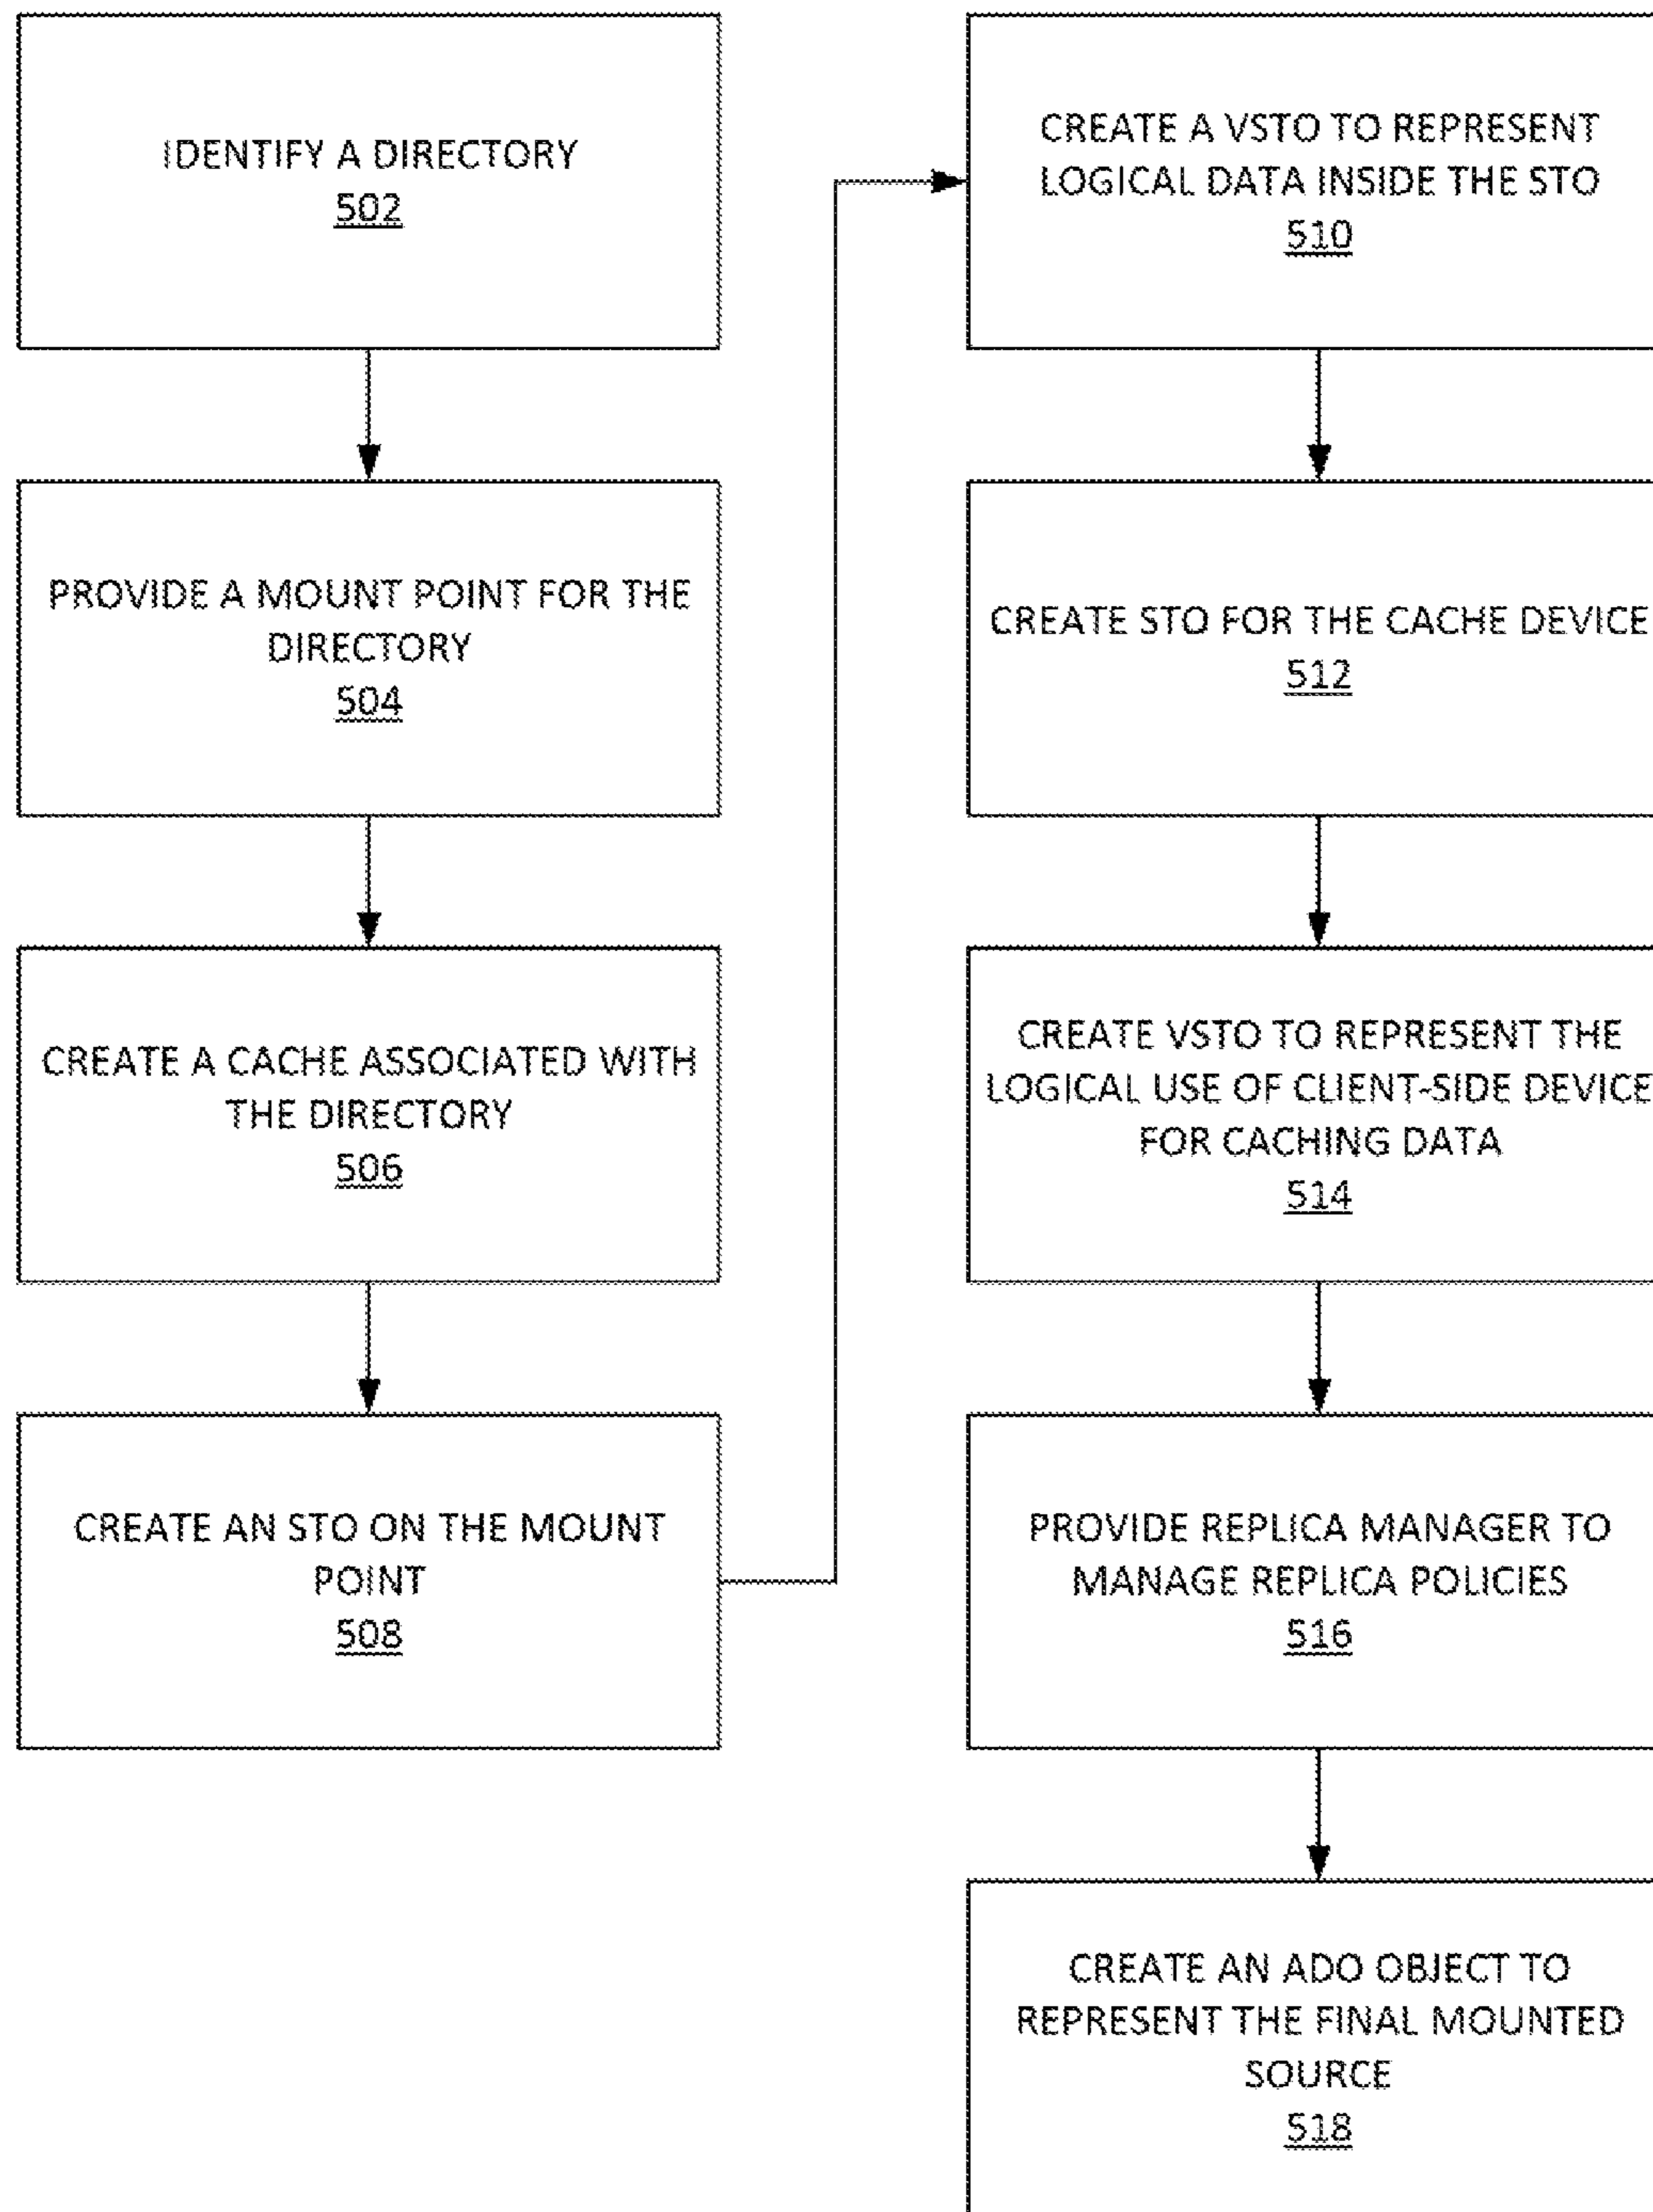 IDENTIFY A DIRECTORY
502
PROVIDE A MOUNT POINT FOR THE
DIRECTORY
504
CREATE A CACHE ASSOCIATED WITH
THE DIRECTORY
506
CREATE AN STO ON THE MOUNT
POINT
508
CREATE A VSTO TO REPRESENT
LOGICAL DATA INSIDE THE STO
510
CREATE STO FOR THE CACHE DEVICE
512
CREATE VSTO TO REPRESENT THE
LOGICAL USE OF CLIENT-SIDE DEVICE
FOR CACHING DATA
514
PROVIDE REPLICA MANAGER TO
MANAGE REPLICA POLICIES
516
CREATE AN ADO OBJECT TO
REPRESENT THE FINAL MOUNTED
SOURCE
518